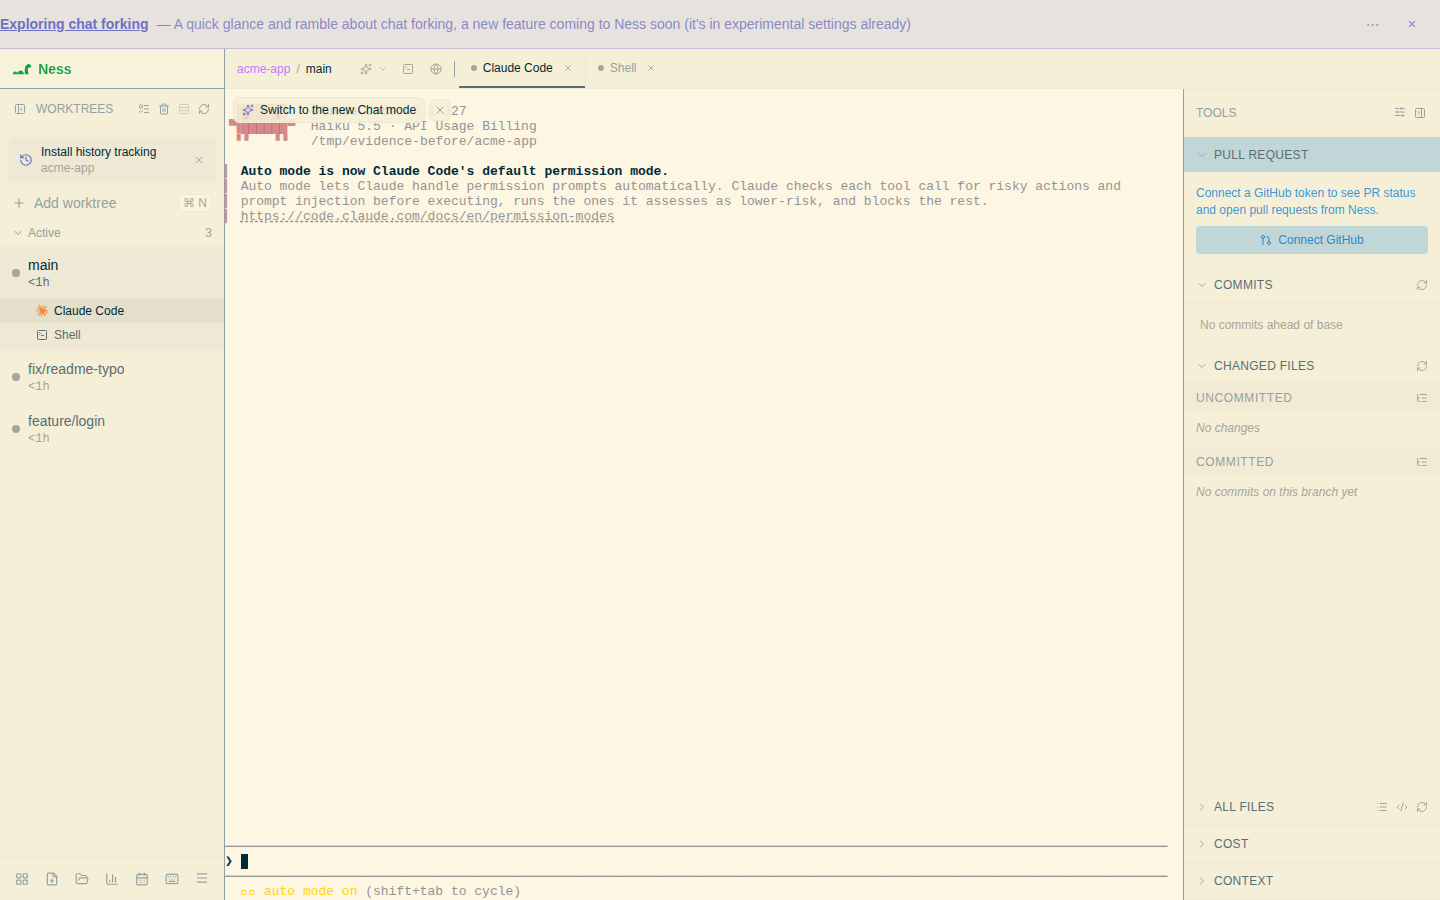 Exploring chat forking — A quick glance and ramble about chat forking, a new feature coming to Ness soon (it's in experimental settings already)
Ness
WORKTREES
Install history tracking
acme-app
Add worktree ⌘ N
Active 3
main
<1h
Claude Code
Shell
fix/readme-typo
<1h
feature/login
<1h
acme-app / main
Claude Code
Shell
Switch to the new Chat mode
27
Haiku 5.5 · API Usage Billing
/tmp/evidence-before/acme-app
Auto mode is now Claude Code's default permission mode.
Auto mode lets Claude handle permission prompts automatically. Claude checks each tool call for risky actions and
prompt injection before executing, runs the ones it assesses as lower-risk, and blocks the rest.
https://code.claude.com/docs/en/permission-modes
❯
auto mode on (shift+tab to cycle)
TOOLS
PULL REQUEST
Connect a GitHub token to see PR status
and open pull requests from Ness.
Connect GitHub
COMMITS
No commits ahead of base
CHANGED FILES
UNCOMMITTED
No changes
COMMITTED
No commits on this branch yet
ALL FILES
COST
CONTEXT